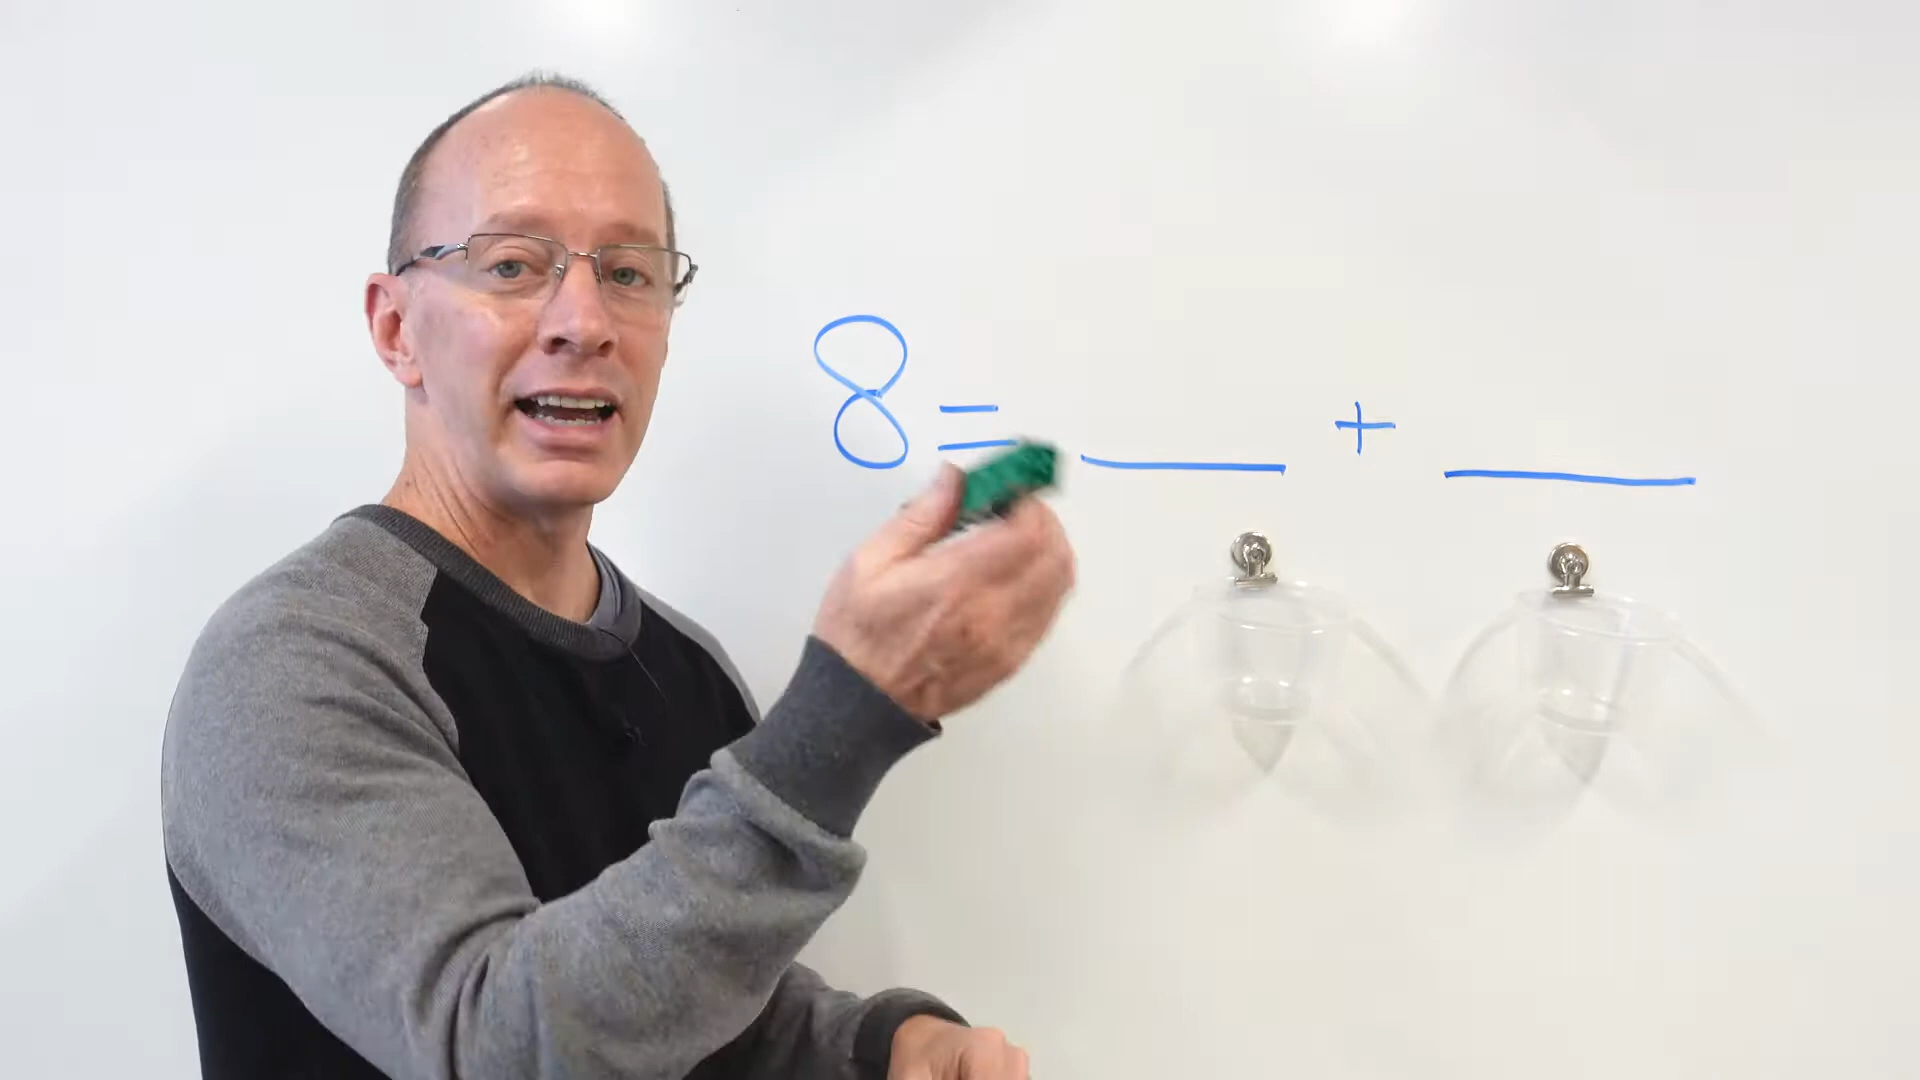 8 = ___ + ___